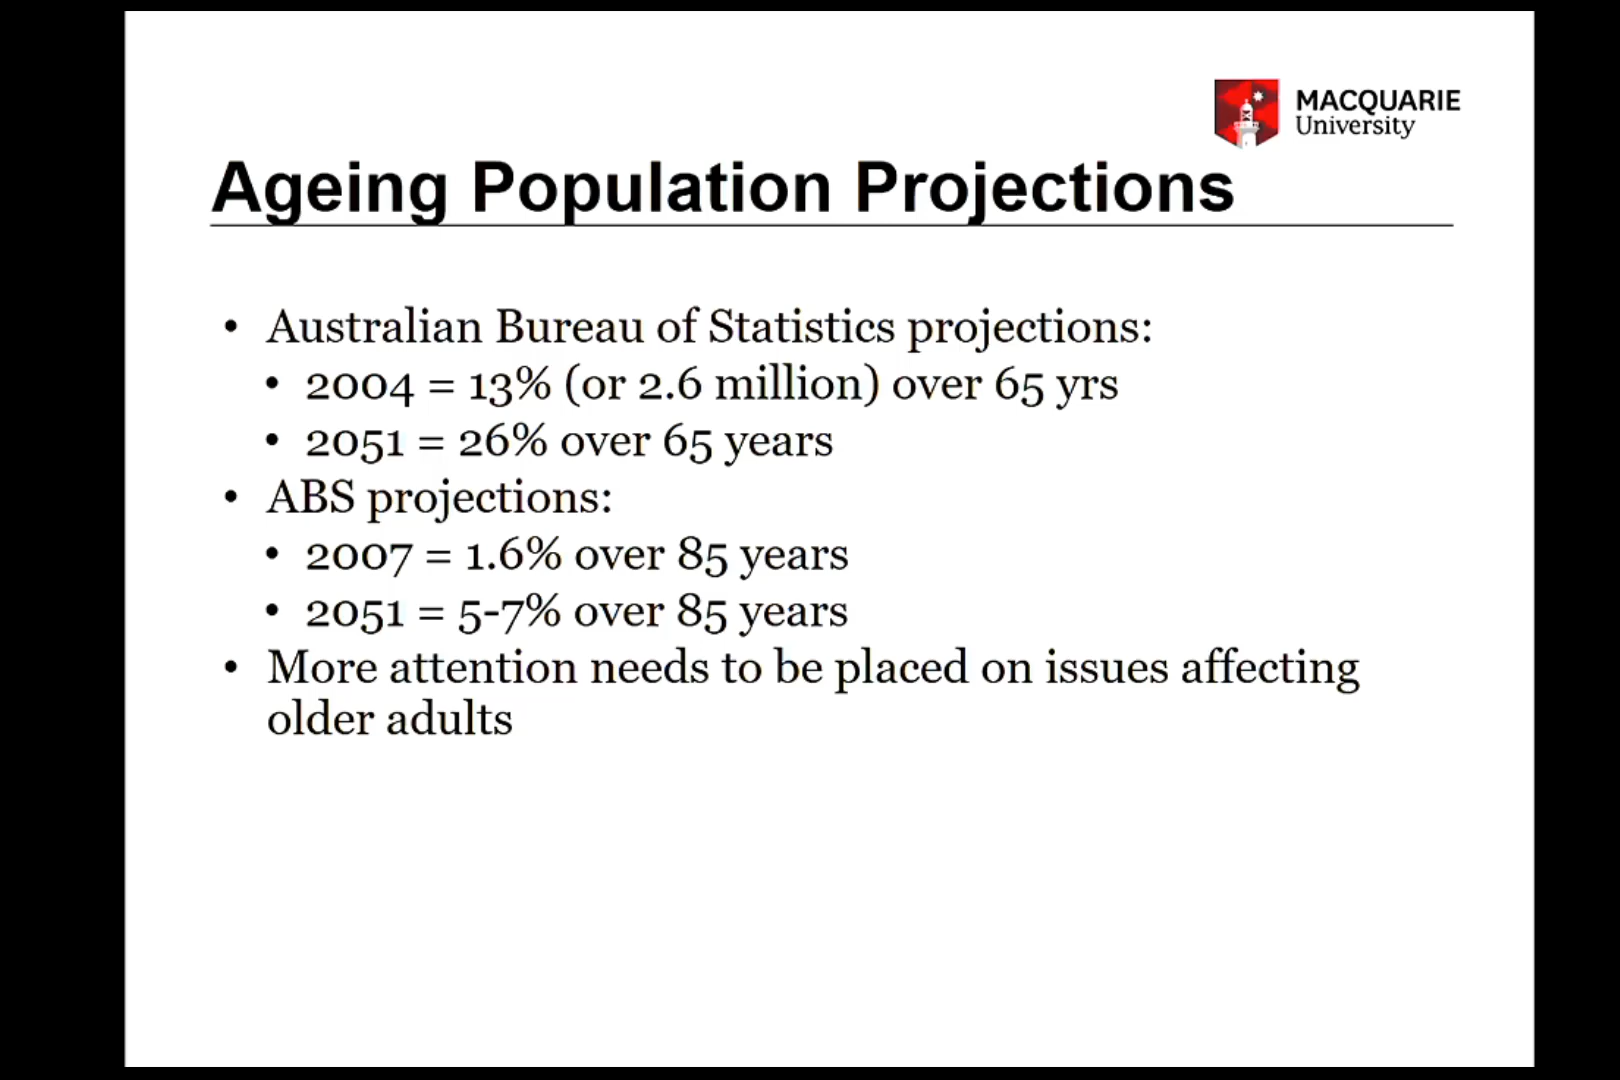 MACQUARIE
University
Ageing Population Projections
• Australian Bureau of Statistics projections:
• 2004 = 13% (or 2.6 million) over 65 yrs
• 2051 = 26% over 65 years
• ABS projections:
• 2007 = 1.6% over 85 years
• 2051 = 5-7% over 85 years
• More attention needs to be placed on issues affecting
older adults